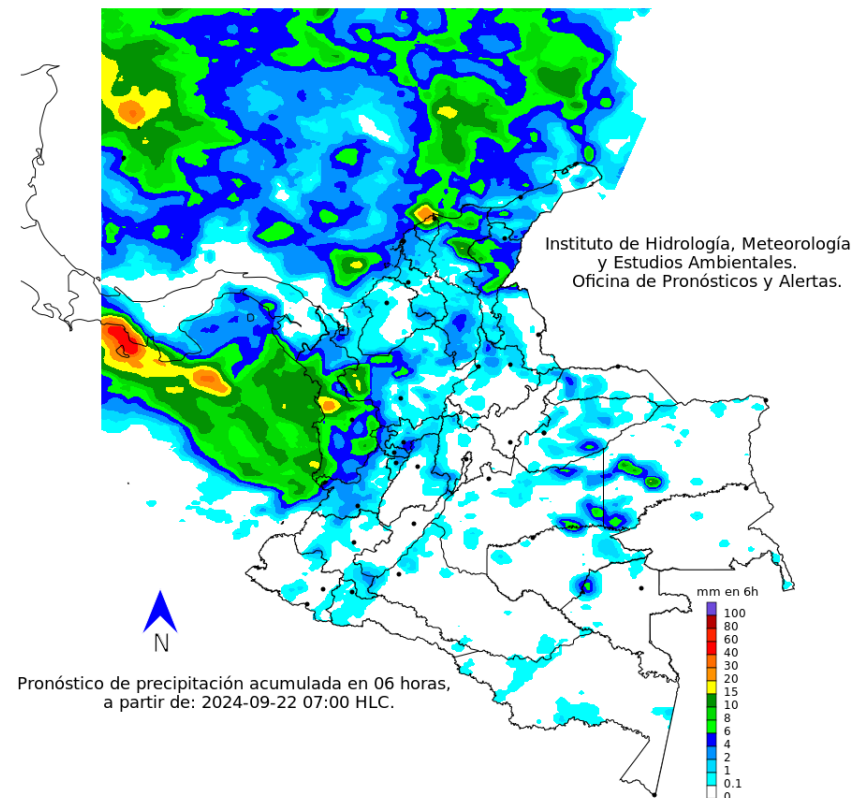 Instituto de Hidrología, Meteorología
y Estudios Ambientales.
Oficina de Pronósticos y Alertas.
mm en 6h
100
80
60
40
30
20
15
10
8
6
4
2
1
0.1
0
N
Pronóstico de precipitación acumulada en 06 horas,
a partir de: 2024-09-22 07:00 HLC.